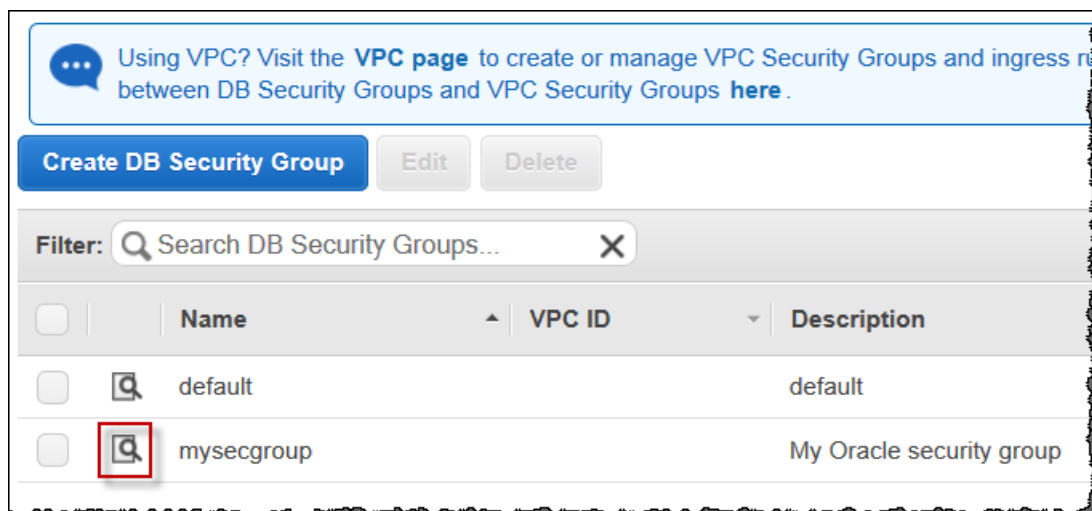 Using VPC? Visit the VPC page to create or manage VPC Security Groups and ingress
between DB Security Groups and VPC Security Groups here.
Create DB Security Group Edit Delete
Filter: Search DB Security Groups...
Name VPC ID Description
default default
mysecgroup My Oracle security group